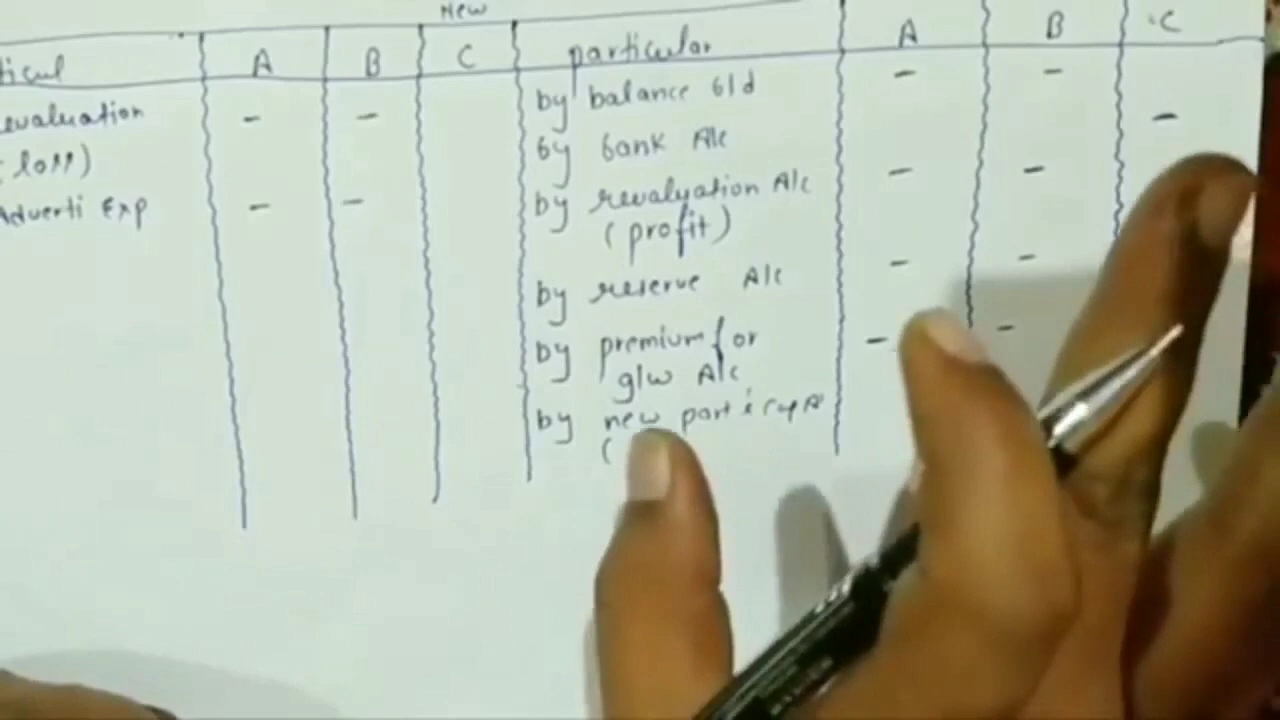 New
ticul A B C particular A B C
evaluation - - by balance b/d - -
loss) by bank A/c -
Adverti Exp - - by revaluation A/c - -
(profit)
by reserve A/c - -
by premium for - -
g/w A/c
by new part
(